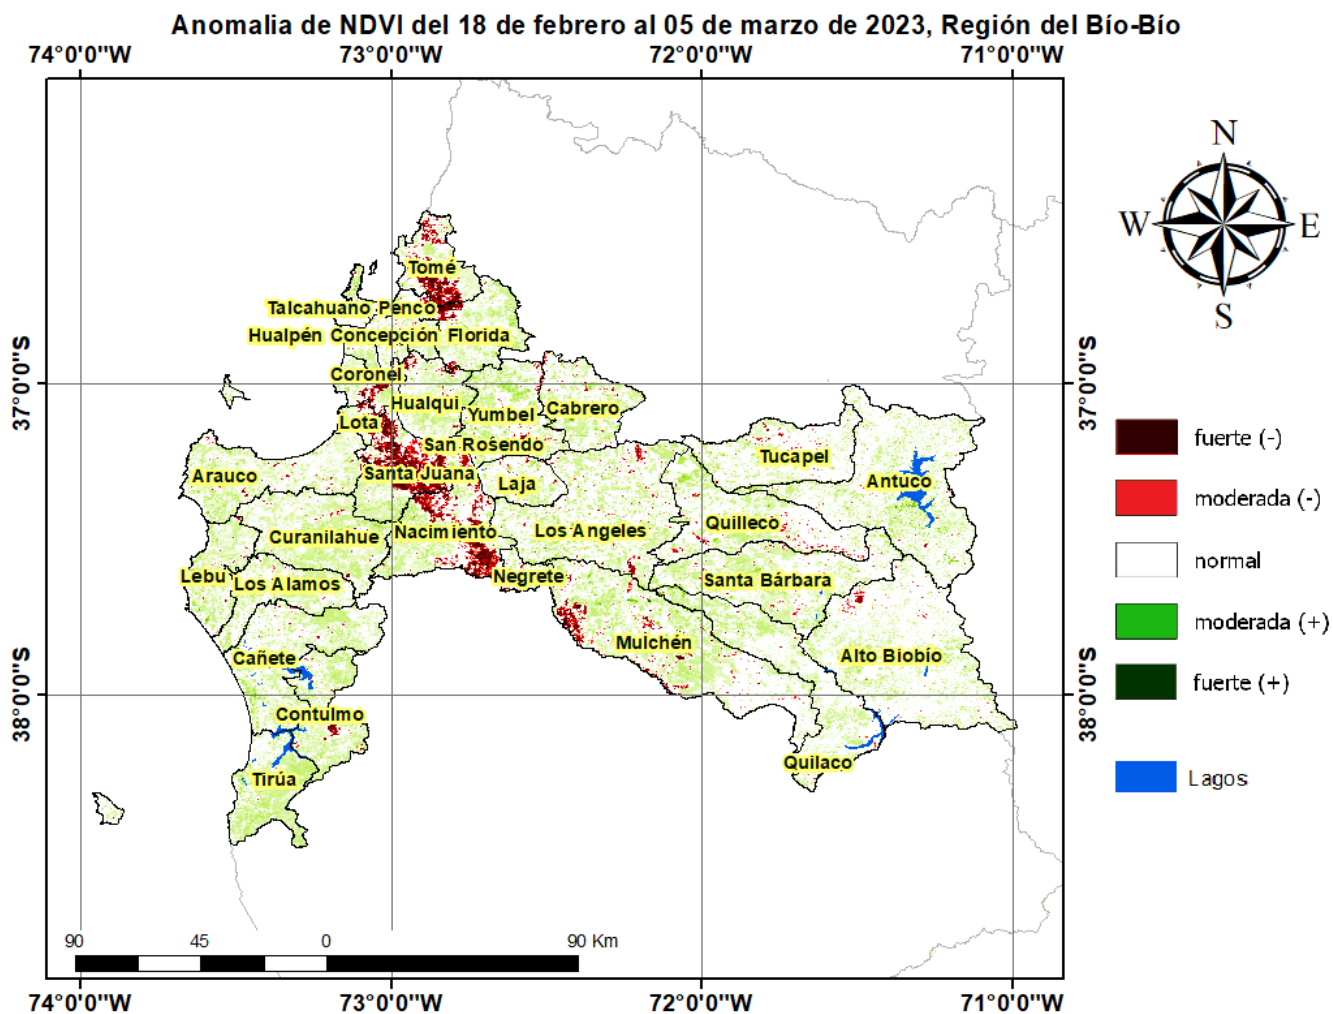 Anomalia de NDVI del 18 de febrero al 05 de marzo de 2023, Región del Bío-Bío
74°0'0"W 73°0'0"W 72°0'0"W 71°0'0"W
N
W E
S
Tomé
Talcahuano Penco
Hualpén Concepción Florida
37°0'0"S 37°0'0"S
Coronel
Hualqui Yumbel Cabrero
Lota
San Rosendo
Tucapel
Arauco Santa Juana Laja Antuco
Curanilahue Nacimiento Los Angeles Quilleco
Lebu Los Alamos Negrete Santa Bárbara
Mulchén
Cañete Alto Biobío
38°0'0"S 38°0'0"S
Contulmo
Quilaco
Tirúa
fuerte (-)
moderada (-)
normal
moderada (+)
fuerte (+)
Lagos
90 45 0 90 Km
74°0'0"W 73°0'0"W 72°0'0"W 71°0'0"W